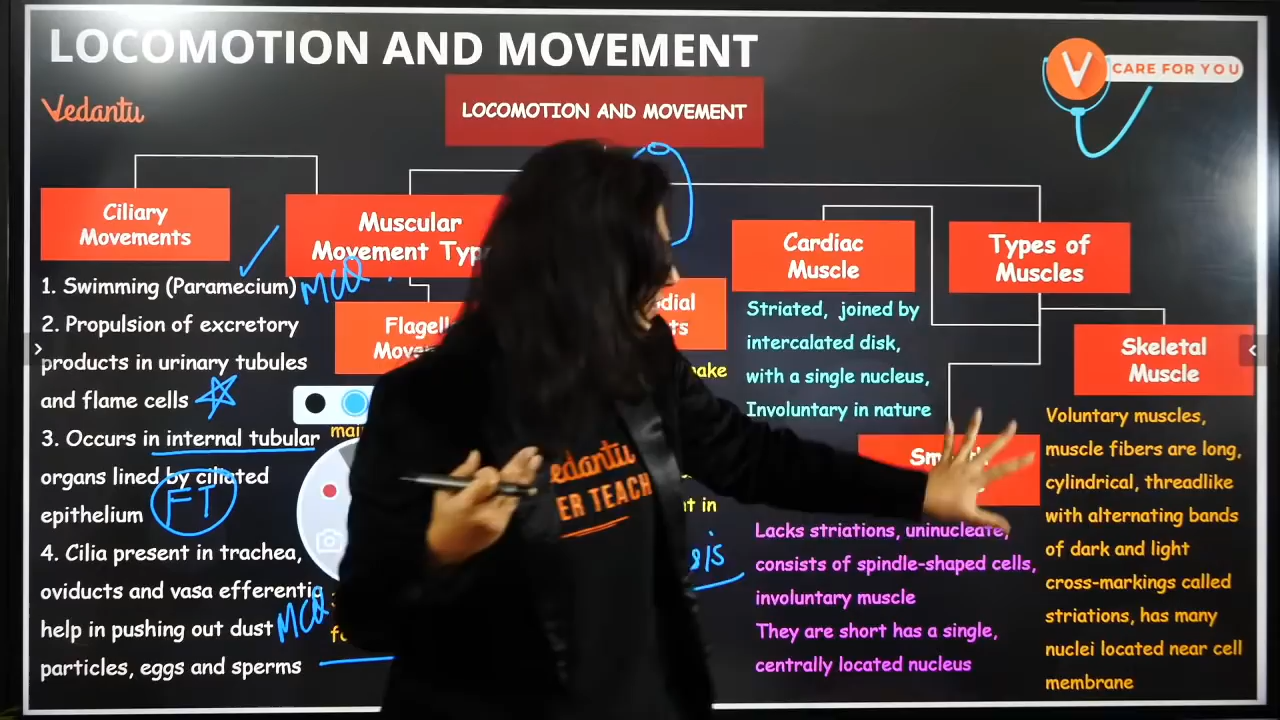 LOCOMOTION AND MOVEMENT
CARE FOR YOU
Vedantu
LOCOMOTION AND MOVEMENT
Ciliary
Movements
1. Swimming (Paramecium)
MCQ
2. Propulsion of excretory
products in urinary tubules
and flame cells
3. Occurs in internal tubular
organs lined by ciliated
epithelium
FT
4. Cilia present in trachea,
oviducts and vasa efferentia
help in pushing out dust
MCQ
particles, eggs and sperms
Muscular
Movement
Cardiac
Muscle
Striated, joined by
intercalated disk,
with a single nucleus,
Involuntary in nature
Types of
Muscles
Lacks striations, uninucleate,
consists of spindle-shaped cells,
involuntary muscle
They are short has a single,
centrally located nucleus
Skeletal
Muscle
Voluntary muscles,
muscle fibers are long,
cylindrical, threadlike
with alternating bands
of dark and light
cross-markings called
striations, has many
nuclei located near cell
membrane